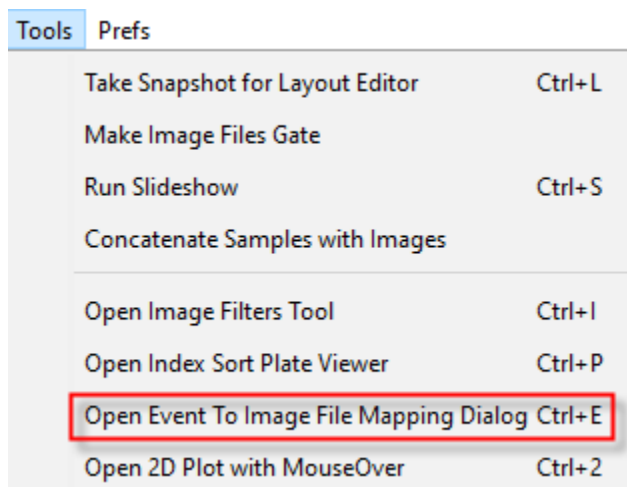 Tools Prefs
Take Snapshot for Layout Editor Ctrl+L
Make Image Files Gate
Run Slideshow Ctrl+S
Concatenate Samples with Images
Open Image Filters Tool Ctrl+I
Open Index Sort Plate Viewer Ctrl+P
Open Event To Image File Mapping Dialog Ctrl+E
Open 2D Plot with MouseOver Ctrl+2